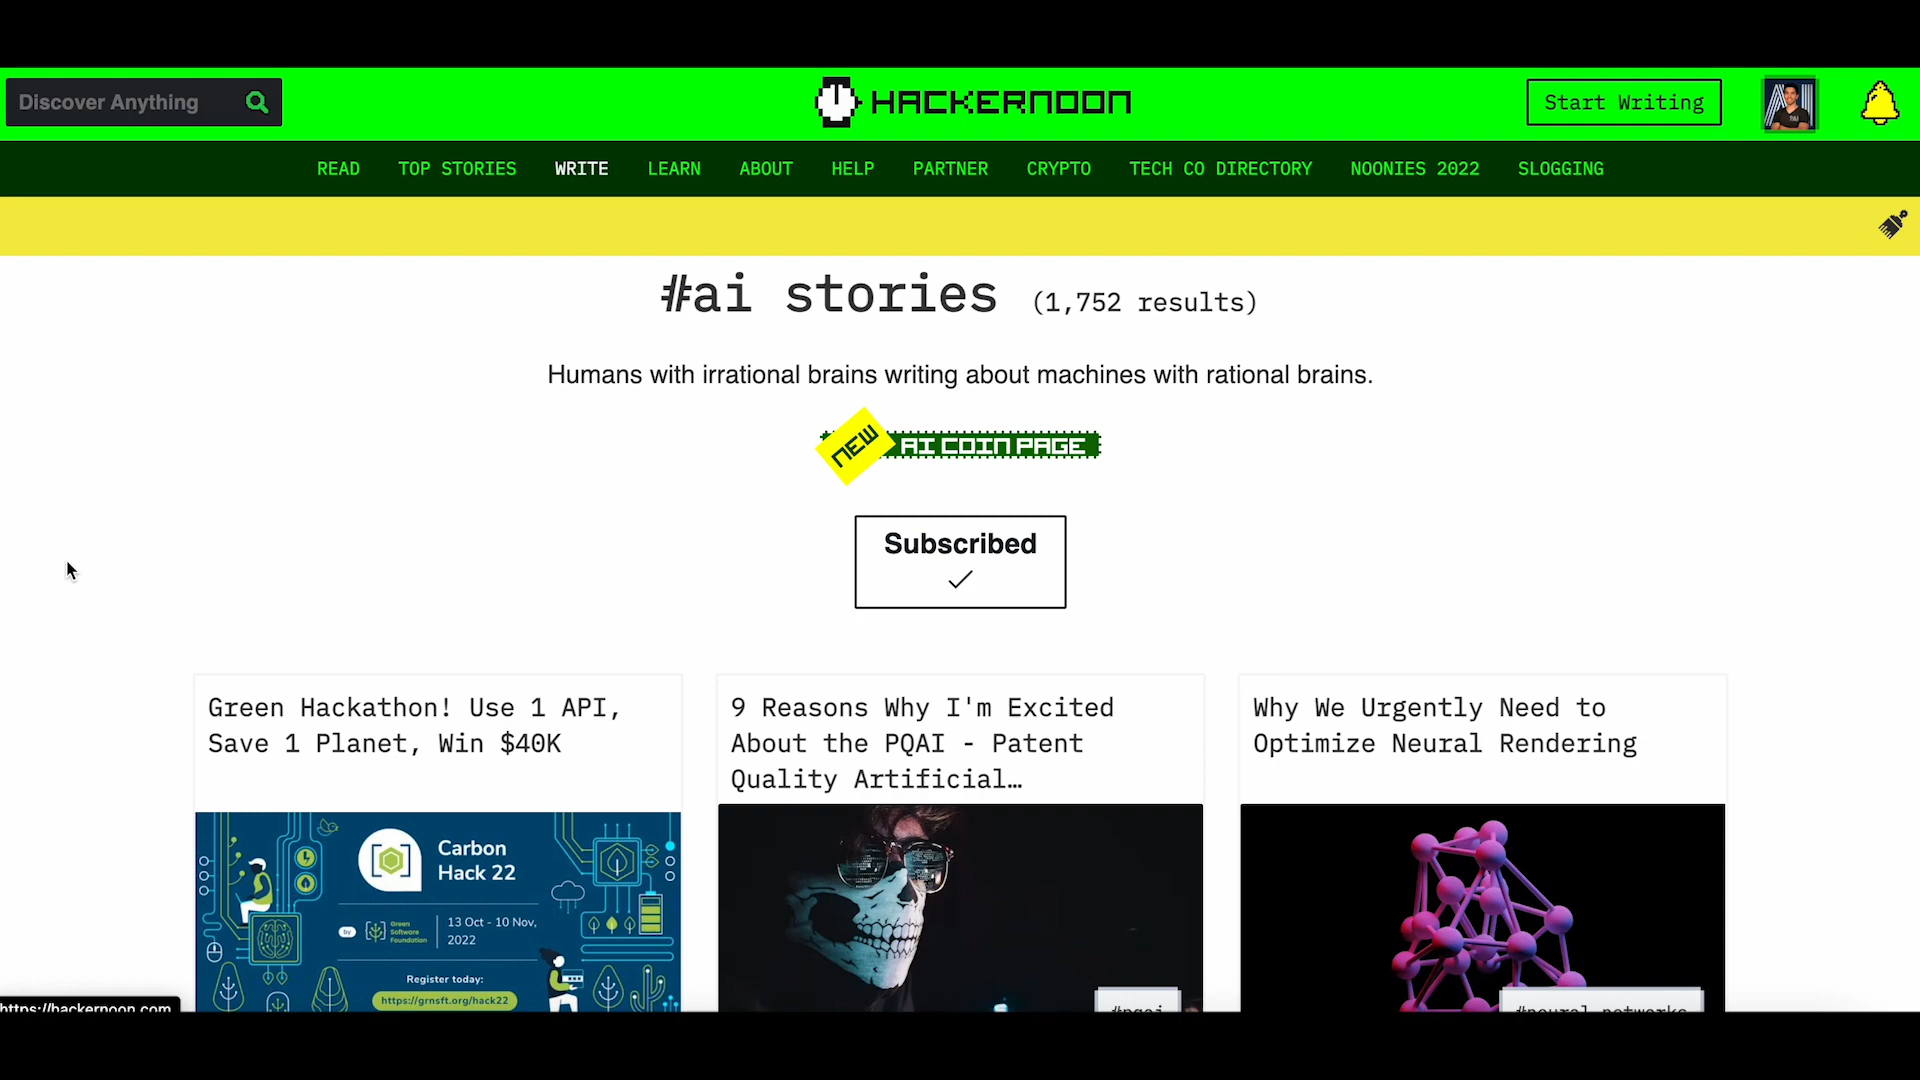 Discover Anything
HACKERNOON
Start Writing
READ TOP STORIES WRITE LEARN ABOUT HELP PARTNER CRYPTO TECH CO DIRECTORY NOONIES 2022 SLOGGING
#ai stories (1,752 results)
Humans with irrational brains writing about machines with rational brains.
NEW AI COIN PAGE
Subscribed
Green Hackathon! Use 1 API,
Save 1 Planet, Win $40K
Carbon
Hack 22
by Green
Software
Foundation
13 Oct - 10 Nov,
2022
Register today:
https://grnsft.org/hack22
9 Reasons Why I'm Excited
About the PQAI - Patent
Quality Artificial…
#pqai
Why We Urgently Need to
Optimize Neural Rendering
#neural-networks
https://hackernoon.com